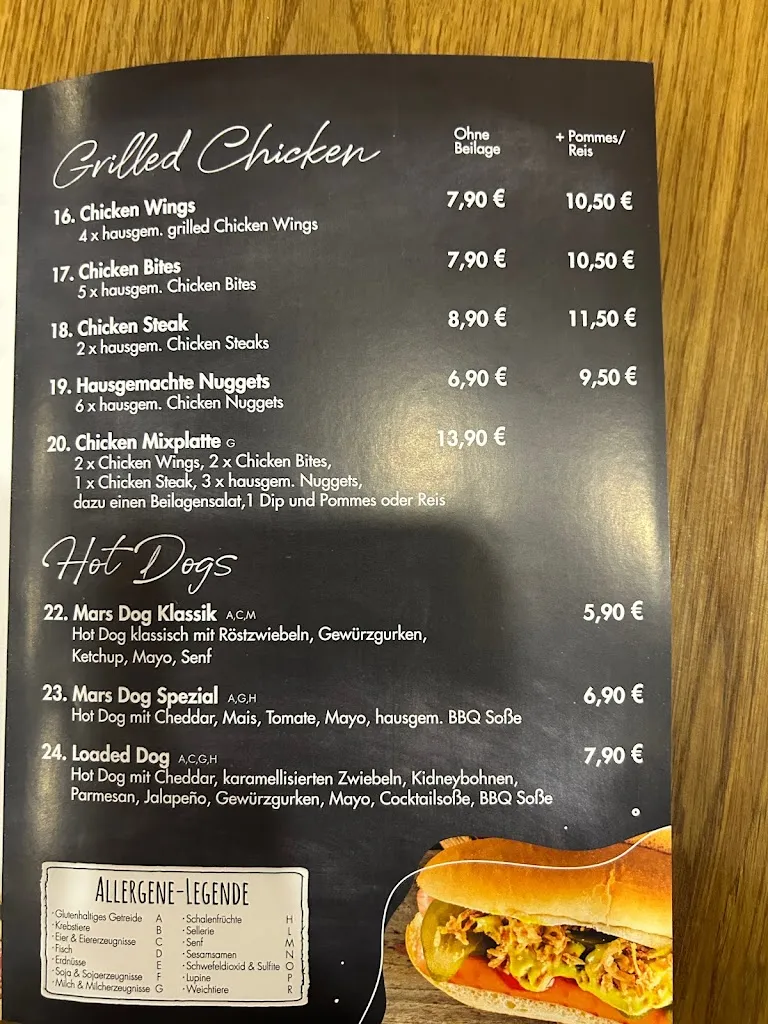 Grilled Chicken
Ohne
Beilage
+ Pommes/
Reis
16. Chicken Wings 7,90 € 10,50 €
4 x hausgem. grilled Chicken Wings
17. Chicken Bites 7,90 € 10,50 €
5 x hausgem. Chicken Bites
18. Chicken Steak 8,90 € 11,50 €
2 x hausgem. Chicken Steaks
19. Hausgemachte Nuggets 6,90 € 9,50 €
6 x hausgem. Chicken Nuggets
20. Chicken Mixplatte G 13,90 €
2 x Chicken Wings, 2 x Chicken Bites,
1 x Chicken Steak, 3 x hausgem. Nuggets,
dazu einen Beilagensalat,1 Dip und Pommes oder Reis
Hot Dogs
22. Mars Dog Klassik A,C,M 5,90 €
Hot Dog klassisch mit Röstzwiebeln, Gewürzgurken,
Ketchup, Mayo, Senf
23. Mars Dog Spezial A,G,H 6,90 €
Hot Dog mit Cheddar, Mais, Tomate, Mayo, hausgem. BBQ Soße
24. Loaded Dog A,C,G,H 7,90 €
Hot Dog mit Cheddar, karamellisierten Zwiebeln, Kidneybohnen,
Parmesan, Jalapeño, Gewürzgurken, Mayo, Cocktailsoße, BBQ Soße
ALLERGENE-LEGENDE
· Glutenhaltiges Getreide A
· Krebstiere B
· Eier & Eiererzeugnisse C
· Fisch D
· Erdnüsse E
· Soja & Sojaerzeugnisse F
· Milch & Milcherzeugnisse G
· Schalenfrüchte H
· Sellerie L
· Senf M
· Sesamsamen N
· Schwefeldioxid & Sulfite O
· Lupine P
· Weichtiere R